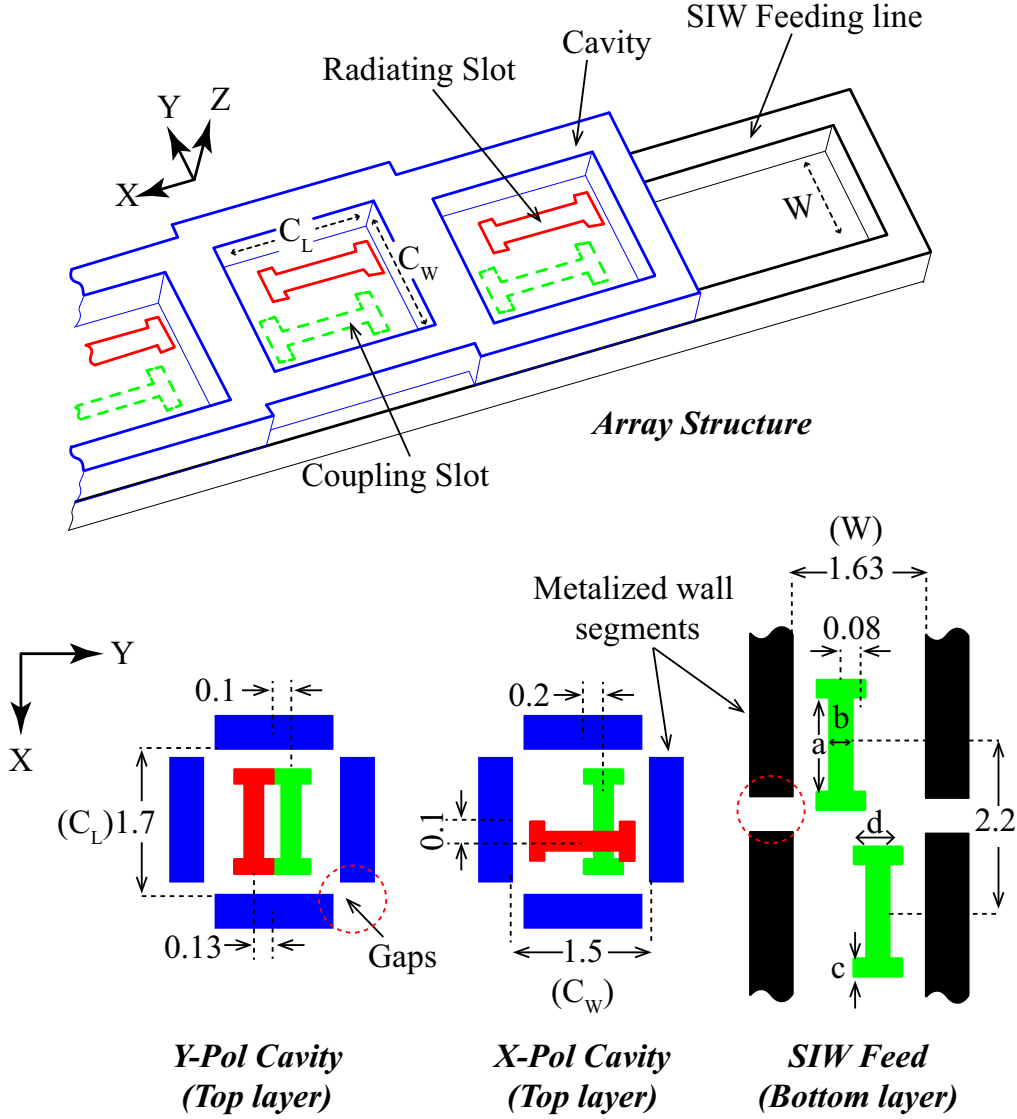 SIW Feeding line
Cavity
Radiating Slot
Y
Z
X
W
C_L
C_W
Array Structure
Coupling Slot
(W)
1.63
Metalized wall
segments
0.08
Y
X
0.1
0.2
b
a
(C_L)1.7
0.1
2.2
d
0.13
Gaps
1.5
(C_W)
c
Y-Pol Cavity
(Top layer)
X-Pol Cavity
(Top layer)
SIW Feed
(Bottom layer)